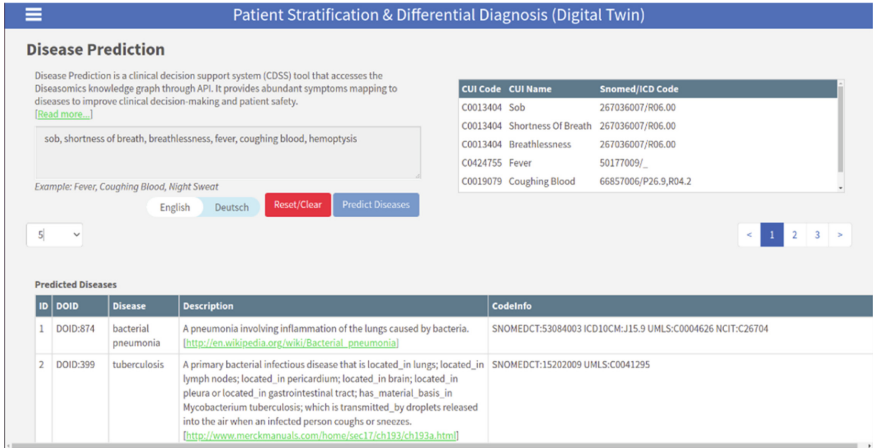 Patient Stratification & Differential Diagnosis (Digital Twin)
Disease Prediction
Disease Prediction is a clinical decision support system (CDSS) tool that accesses the
Diseasomics knowledge graph through API. It provides abundant symptoms mapping to
diseases to improve clinical decision-making and patient safety.
[Read more...]
sob, shortness of breath, breathlessness, fever, coughing blood, hemoptysis
Example: Fever, Coughing Blood, Night Sweat
English Deutsch Reset/Clear Predict Diseases
CUI Code CUI Name Snomed/ICD Code
C0013404 Sob 267036007/R06.00
C0013404 Shortness Of Breath 267036007/R06.00
C0013404 Breathlessness 267036007/R06.00
C0424755 Fever 50177009/_
C0019079 Coughing Blood 66857006/P26.9,R04.2
5
< 1 2 3 >
Predicted Diseases
ID DOID Disease Description CodeInfo
1 DOID:874 bacterial pneumonia A pneumonia involving inflammation of the lungs caused by bacteria. SNOMEDCT:53084003 ICD10CM:J15.9 UMLS:C0004626 NCIT:C26704
[http://en.wikipedia.org/wiki/Bacterial_pneumonia]
2 DOID:399 tuberculosis A primary bacterial infectious disease that is located_in lungs; located_in SNOMEDCT:15202009 UMLS:C0041295
lymph nodes; located_in pericardium; located_in brain; located_in
pleura or located_in gastrointestinal tract; has_material_basis_in
Mycobacterium tuberculosis; which is transmitted_by droplets released
into the air when an infected person coughs or sneezes.
[http://www.merckmanuals.com/home/sec17/ch193/ch193a.html]